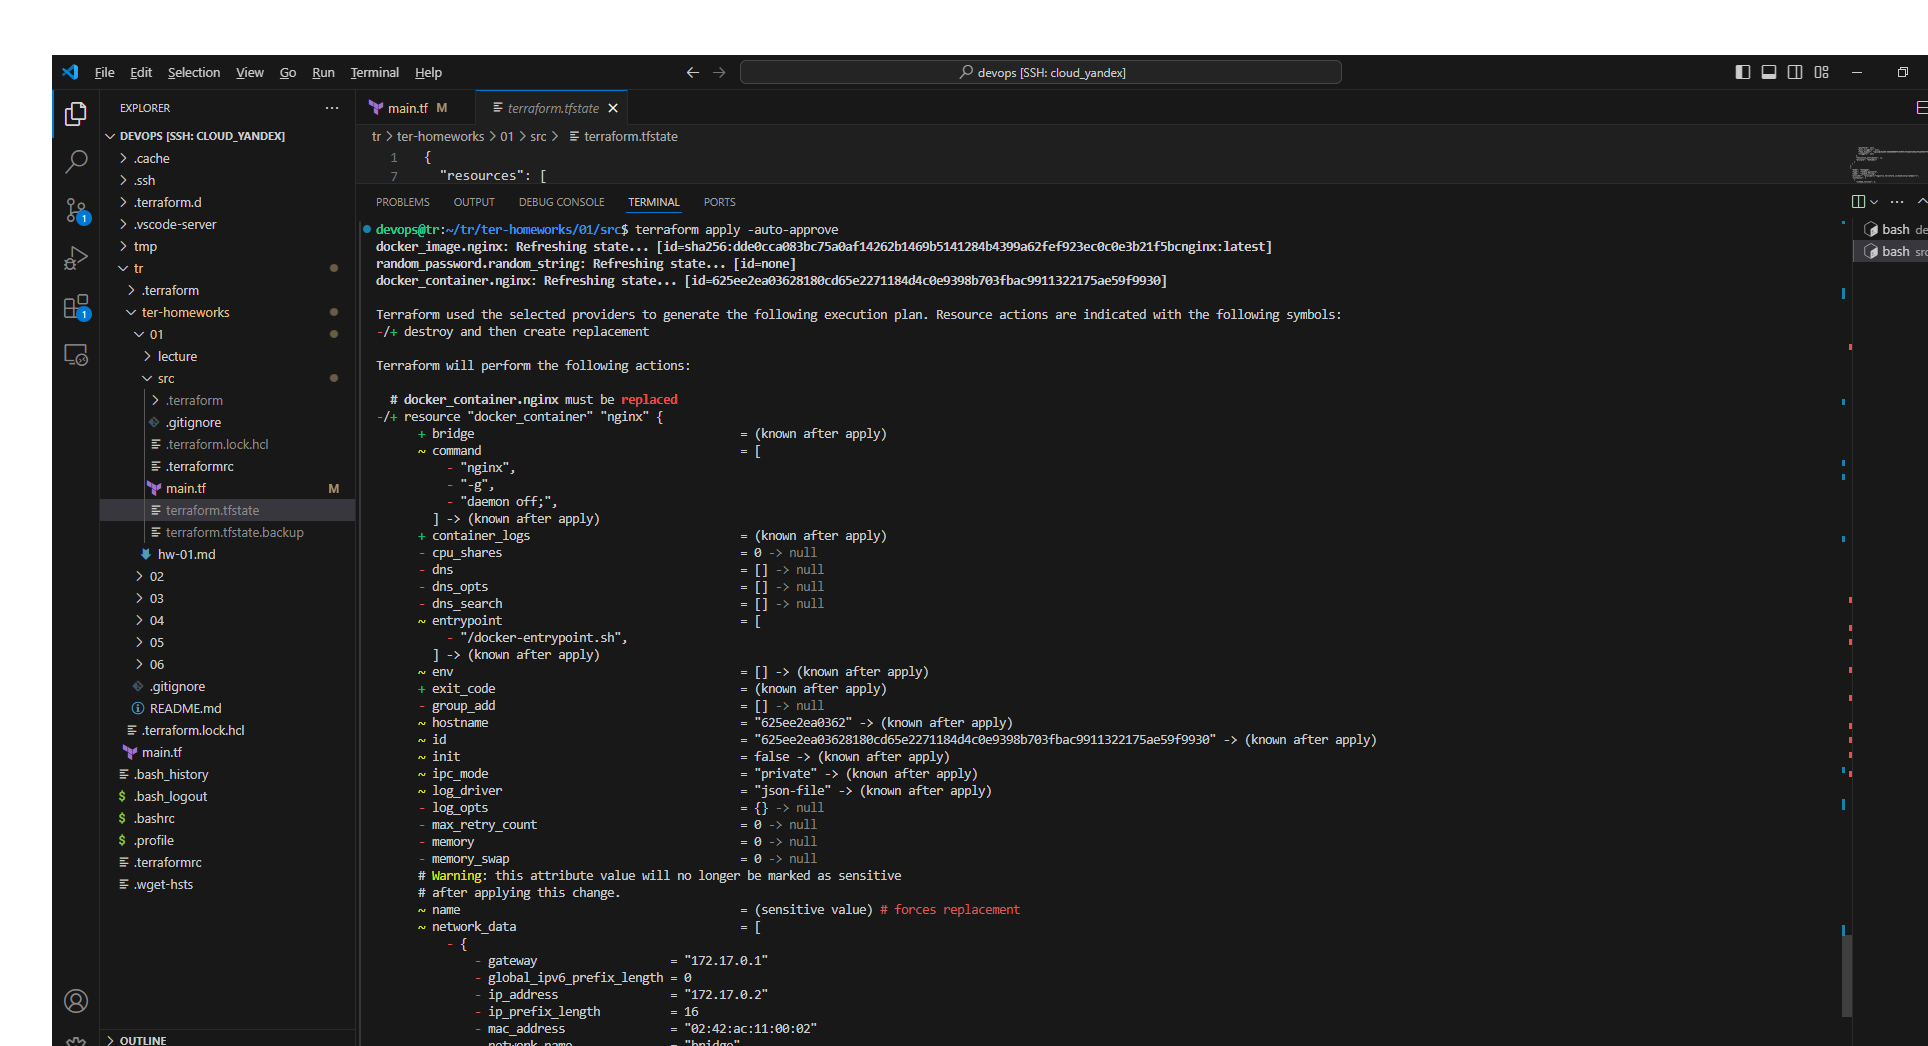 File Edit Selection View Go Run Terminal Help
devops [SSH: cloud_yandex]
EXPLORER
DEVOPS [SSH: CLOUD_YANDEX]
.cache
.ssh
.terraform.d
.vscode-server
tmp
tr
.terraform
ter-homeworks
01
lecture
src
.terraform
.gitignore
.terraform.lock.hcl
.terraformrc
main.tf M
terraform.tfstate
terraform.tfstate.backup
hw-01.md
02
03
04
05
06
.gitignore
README.md
.terraform.lock.hcl
main.tf
.bash_history
.bash_logout
.bashrc
.profile
.terraformrc
.wget-hsts
OUTLINE
1
1
main.tf M
terraform.tfstate
tr > ter-homeworks > 01 > src > terraform.tfstate
1 {
7 "resources": [
PROBLEMS OUTPUT DEBUG CONSOLE TERMINAL PORTS
devops@tr:~/tr/ter-homeworks/01/src$ terraform apply -auto-approve
docker_image.nginx: Refreshing state... [id=sha256:dde0cca083bc75a0af14262b1469b5141284b4399a62fef923ec0c0e3b21f5bcnginx:latest]
random_password.random_string: Refreshing state... [id=none]
docker_container.nginx: Refreshing state... [id=625ee2ea03628180cd65e2271184d4c0e9398b703fbac9911322175ae59f9930]
Terraform used the selected providers to generate the following execution plan. Resource actions are indicated with the following symbols:
-/+ destroy and then create replacement
Terraform will perform the following actions:
# docker_container.nginx must be replaced
-/+ resource "docker_container" "nginx" {
+ bridge = (known after apply)
~ command = [
- "nginx",
- "-g",
- "daemon off;",
] -> (known after apply)
+ container_logs = (known after apply)
- cpu_shares = 0 -> null
- dns = [] -> null
- dns_opts = [] -> null
- dns_search = [] -> null
~ entrypoint = [
- "/docker-entrypoint.sh",
] -> (known after apply)
~ env = [] -> (known after apply)
+ exit_code = (known after apply)
- group_add = [] -> null
~ hostname = "625ee2ea0362" -> (known after apply)
~ id = "625ee2ea03628180cd65e2271184d4c0e9398b703fbac9911322175ae59f9930" -> (known after apply)
~ init = false -> (known after apply)
~ ipc_mode = "private" -> (known after apply)
~ log_driver = "json-file" -> (known after apply)
- log_opts = {} -> null
- max_retry_count = 0 -> null
- memory = 0 -> null
- memory_swap = 0 -> null
# Warning: this attribute value will no longer be marked as sensitive
# after applying this change.
~ name = (sensitive value) # forces replacement
~ network_data = [
- {
- gateway = "172.17.0.1"
- global_ipv6_prefix_length = 0
- ip_address = "172.17.0.2"
- ip_prefix_length = 16
- mac_address = "02:42:ac:11:00:02"
- network_name = "bridge"
bash de
bash src